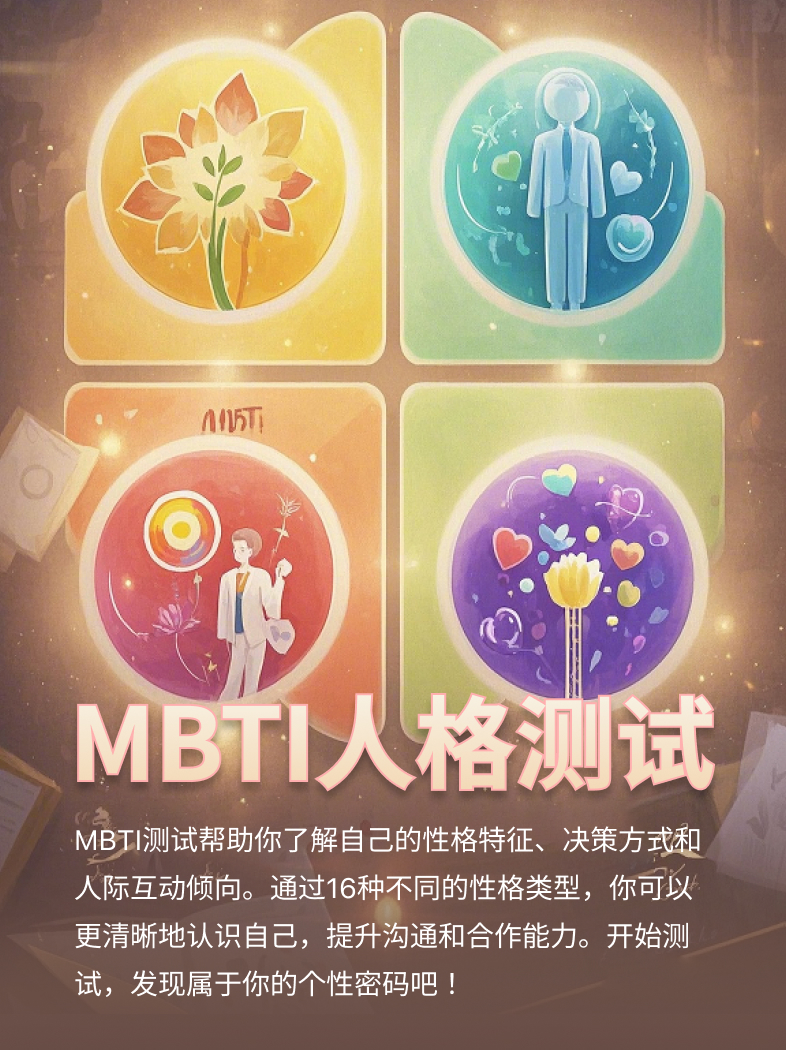 MBTI
MBTI人格测试
MBTI测试帮助你了解自己的性格特征、决策方式和
人际互动倾向。通过16种不同的性格类型，你可以
更清晰地认识自己，提升沟通和合作能力。开始测
试，发现属于你的个性密码吧！